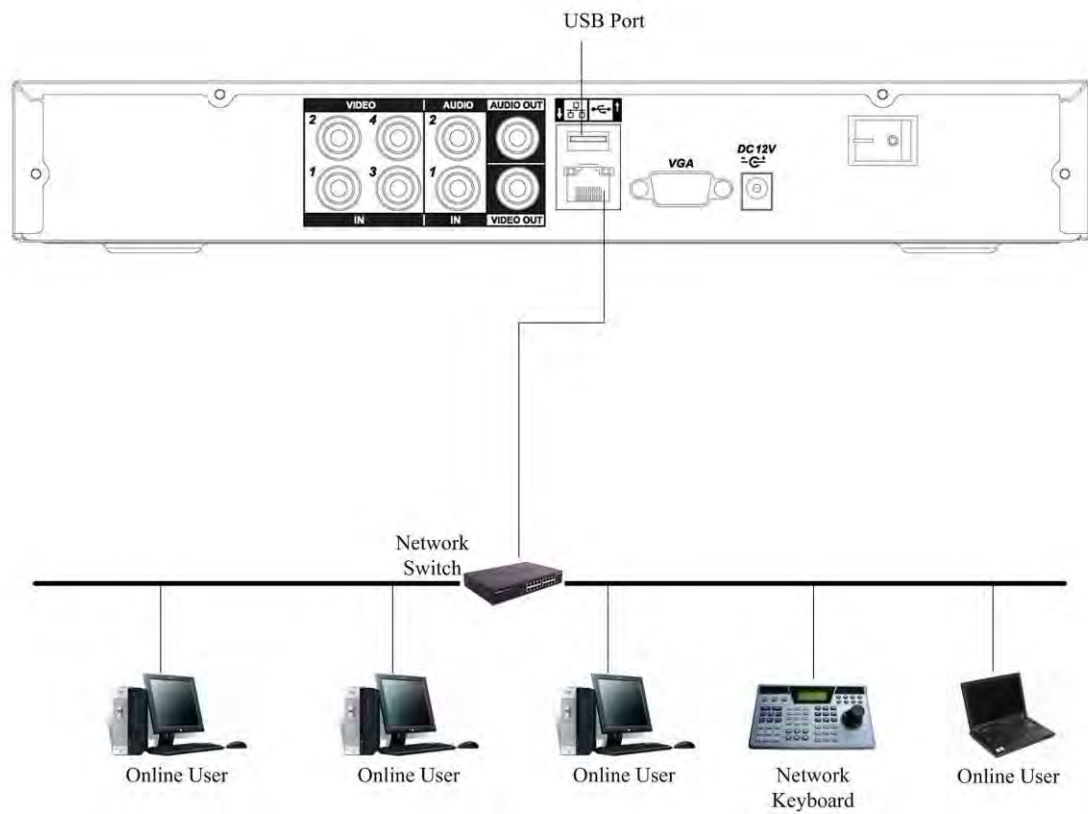 USB Port
VIDEO AUDIO AUDIO OUT
2 4 2
1 3 1
IN IN VIDEO OUT
VGA
DC 12V
Network
Switch
Online User
Online User
Online User
Network
Keyboard
Online User